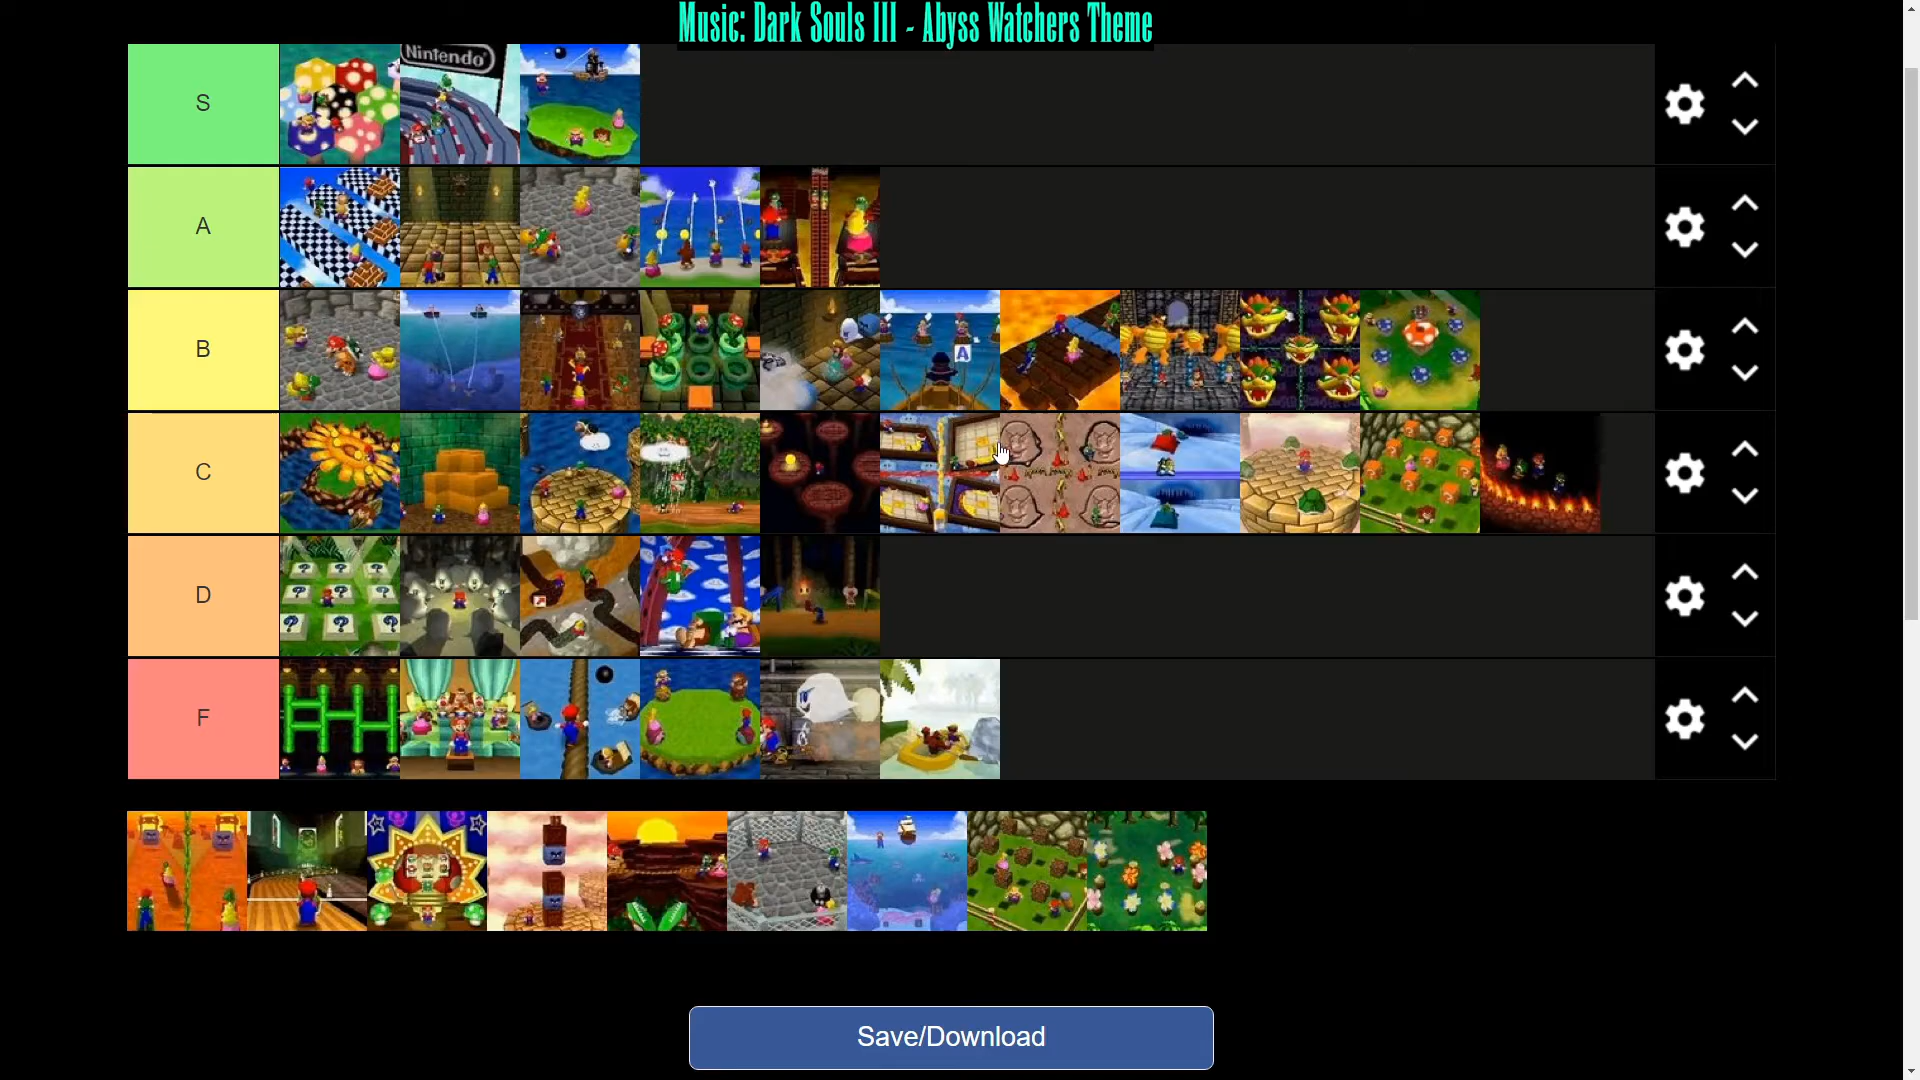 Music: Dark Souls III - Abyss Watchers Theme
S
Nintendo
A
B
A
C
D
? ? ?
? ?
? ? ?
F
Save/Download